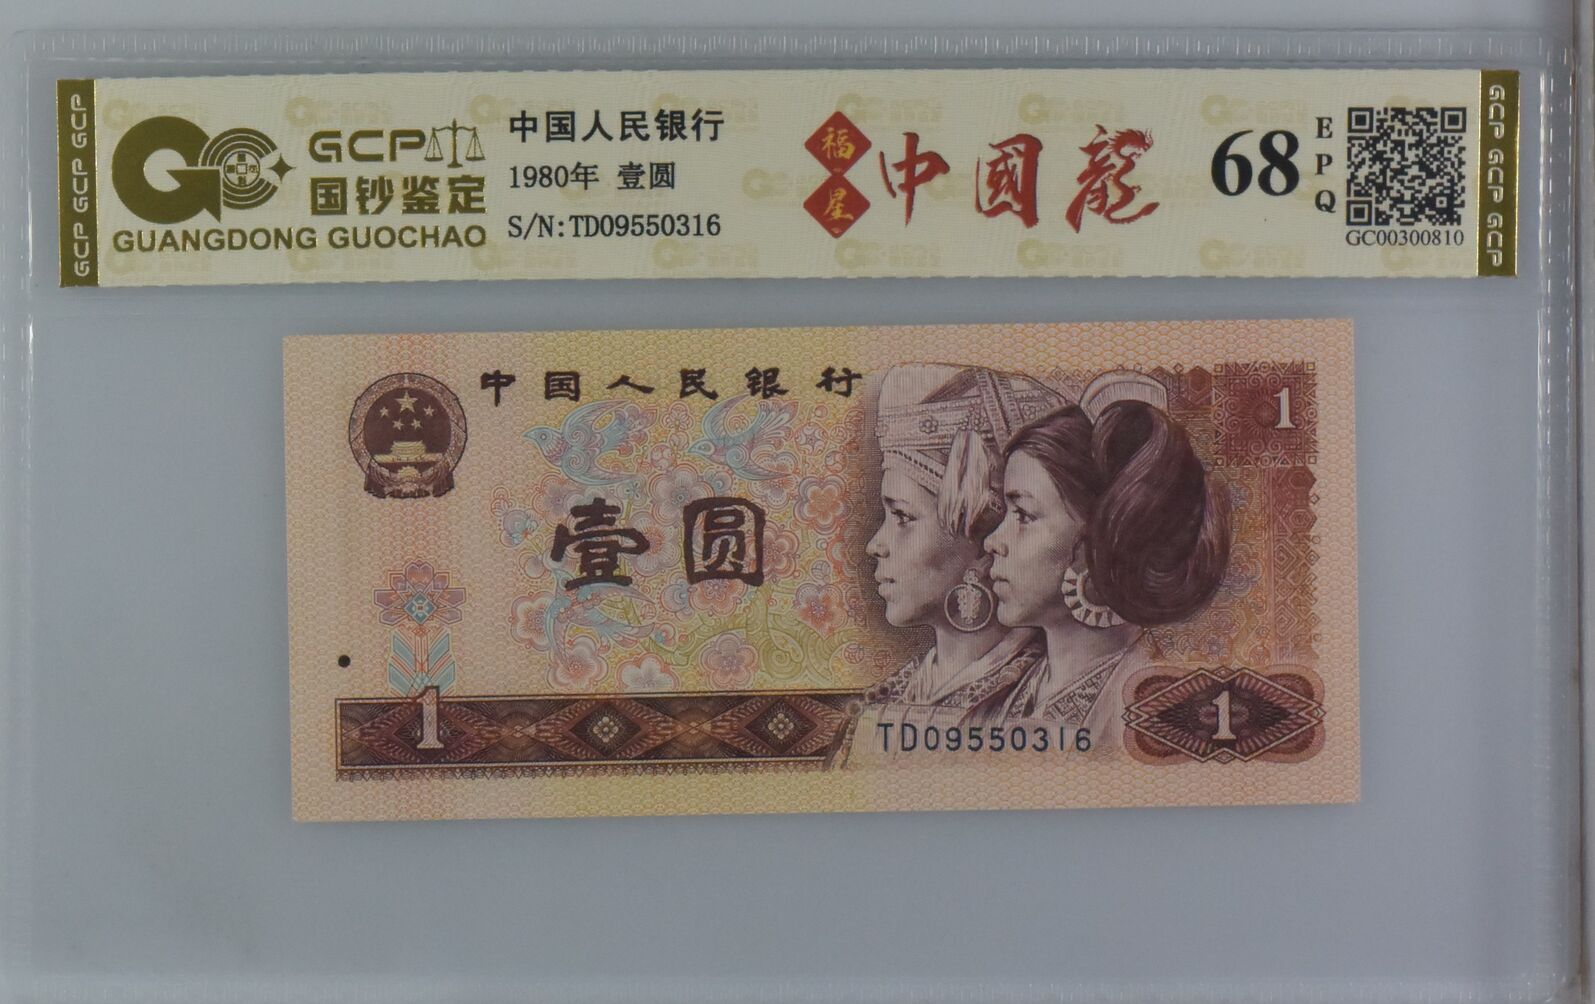 GCP GCP GCP
GCP
国钞鉴定
GUANGDONG GUOCHAO
中国人民银行
1980年 壹圆
S/N:TD09550316
福
星
中國龍
68
EPQ
GC00300810
GCP GCP GCP
中国人民银行
1
壹圆
1
1
TD09550316